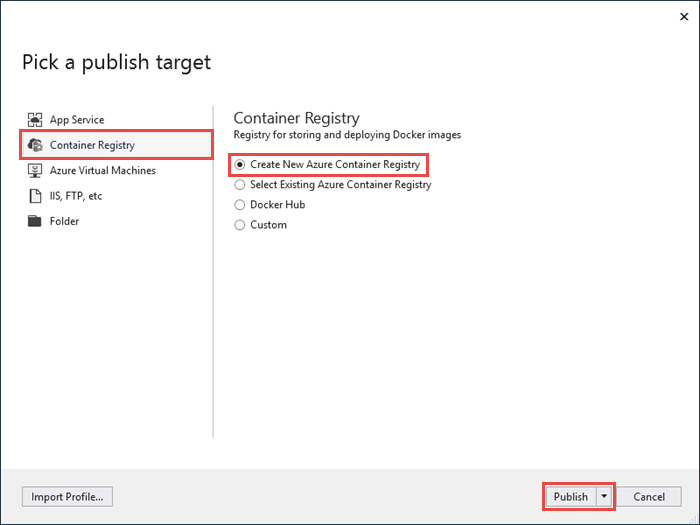 Pick a publish target
App Service
Container Registry
Azure Virtual Machines
IIS, FTP, etc
Folder
Container Registry
Registry for storing and deploying Docker images
Create New Azure Container Registry
Select Existing Azure Container Registry
Docker Hub
Custom
Import Profile...
Publish
Cancel